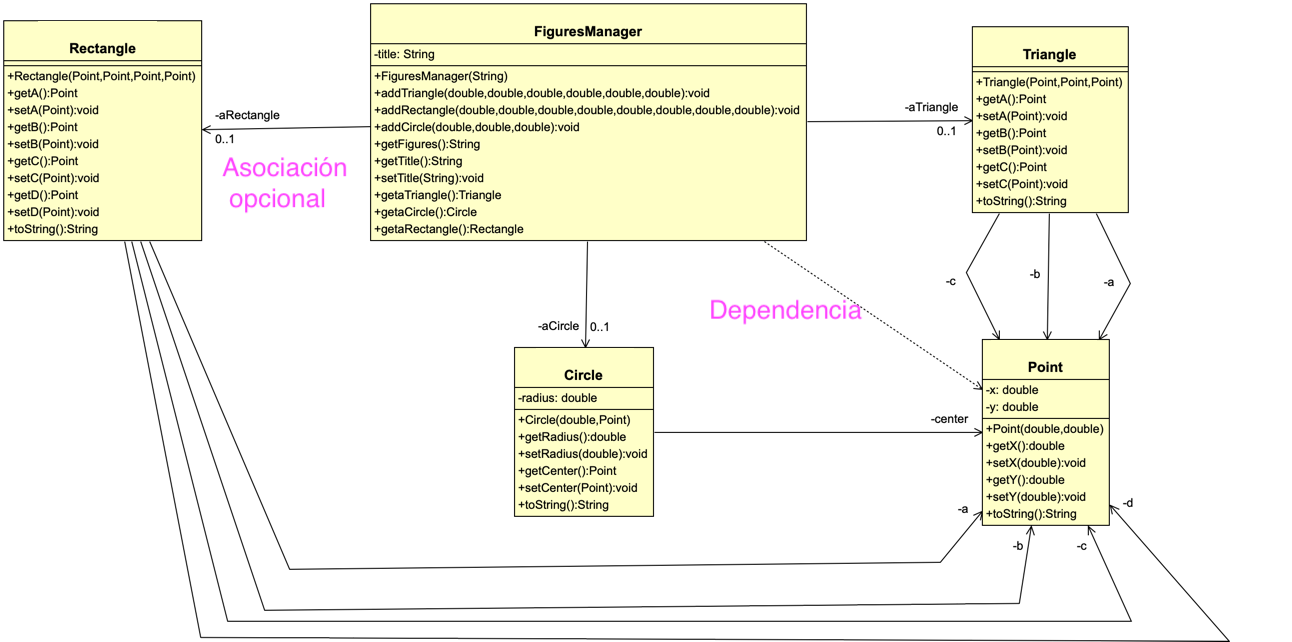 Rectangle
+Rectangle(Point,Point,Point,Point)
+getA():Point
+setA(Point):void
+getB():Point
+setB(Point):void
+getC():Point
+setC(Point):void
+getD():Point
+setD(Point):void
+toString():String
-aRectangle
0..1
Asociación
opcional
FiguresManager
-title: String
+FiguresManager(String)
+addTriangle(double,double,double,double,double,double):void
+addRectangle(double,double,double,double,double,double,double,double):void
+addCircle(double,double,double):void
+getFigures():String
+getTitle():String
+setTitle(String):void
+getaTriangle():Triangle
+getaCircle():Circle
+getaRectangle():Rectangle
-aTriangle
0..1
Triangle
+Triangle(Point,Point,Point)
+getA():Point
+setA(Point):void
+getB():Point
+setB(Point):void
+getC():Point
+setC(Point):void
+toString():String
-c
-b
-a
Dependencia
-aCircle
0..1
Circle
-radius: double
+Circle(double,Point)
+getRadius():double
+setRadius(double):void
+getCenter():Point
+setCenter(Point):void
+toString():String
-center
Point
-x: double
-y: double
+Point(double,double)
+getX():double
+setX(double):void
+getY():double
+setY(double):void
+toString():String
-a
-b
-c
-d